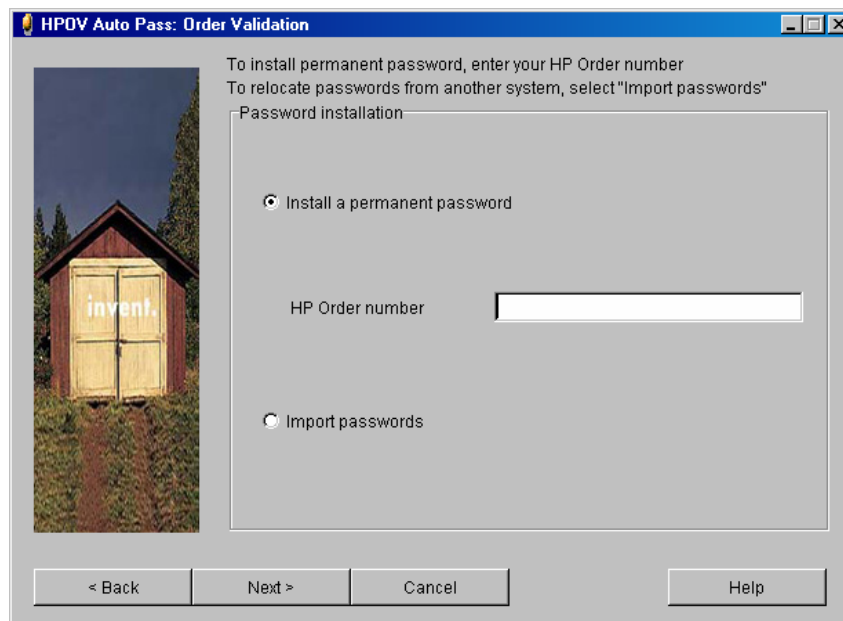 HPOV Auto Pass: Order Validation
To install permanent password, enter your HP Order number
To relocate passwords from another system, select "Import passwords"
Password installation
Install a permanent password
invent.
HP Order number
Import passwords
< Back
Next >
Cancel
Help